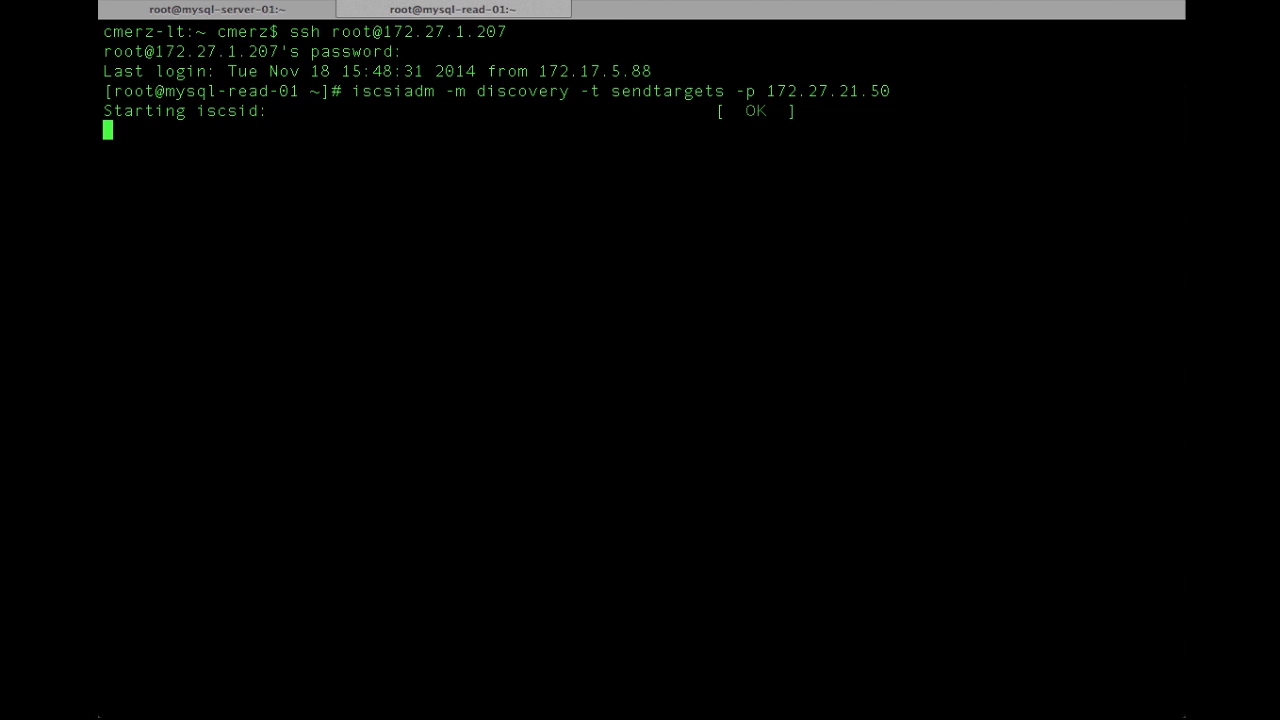 root@mysql-server-01:~ root@mysql-read-01:~
cmerz-lt:~ cmerz$ ssh root@172.27.1.207
root@172.27.1.207's password:
Last login: Tue Nov 18 15:48:31 2014 from 172.17.5.88
[root@mysql-read-01 ~]# iscsiadm -m discovery -t sendtargets -p 172.27.21.50
Starting iscsid: [ OK ]